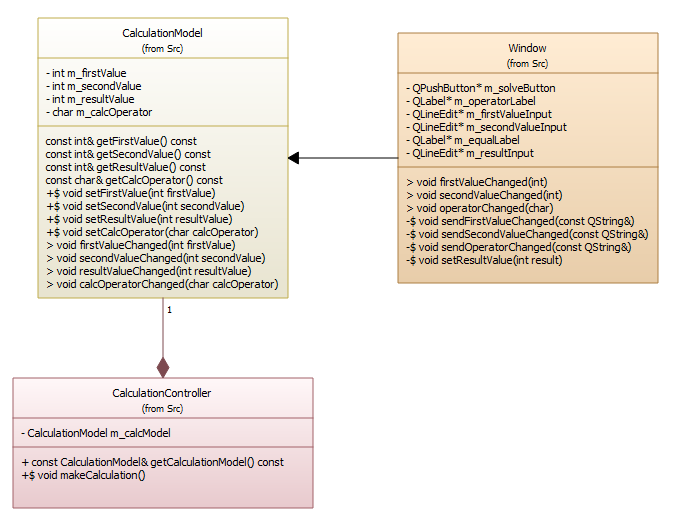 CalculationModel
(from Src)
- int m_firstValue
- int m_secondValue
- int m_resultValue
- char m_calcOperator
const int& getFirstValue() const
const int& getSecondValue() const
const int& getResultValue() const
const char& getCalcOperator() const
+$ void setFirstValue(int firstValue)
+$ void setSecondValue(int secondValue)
+$ void setResultValue(int resultValue)
+$ void setCalcOperator(char calcOperator)
> void firstValueChanged(int firstValue)
> void secondValueChanged(int secondValue)
> void resultValueChanged(int resultValue)
> void calcOperatorChanged(char calcOperator)
Window
(from Src)
- QPushButton* m_solveButton
- QLabel* m_operatorLabel
- QLineEdit* m_firstValueInput
- QLineEdit* m_secondValueInput
- QLabel* m_equalLabel
- QLineEdit* m_resultInput
> void firstValueChanged(int)
> void secondValueChanged(int)
> void operatorChanged(char)
-$ void sendFirstValueChanged(const QString&)
-$ void sendSecondValueChanged(const QString&)
-$ void sendOperatorChanged(const QString&)
-$ void setResultValue(int result)
1
CalculationController
(from Src)
- CalculationModel m_calcModel
+ const CalculationModel& getCalculationModel() const
+$ void makeCalculation()